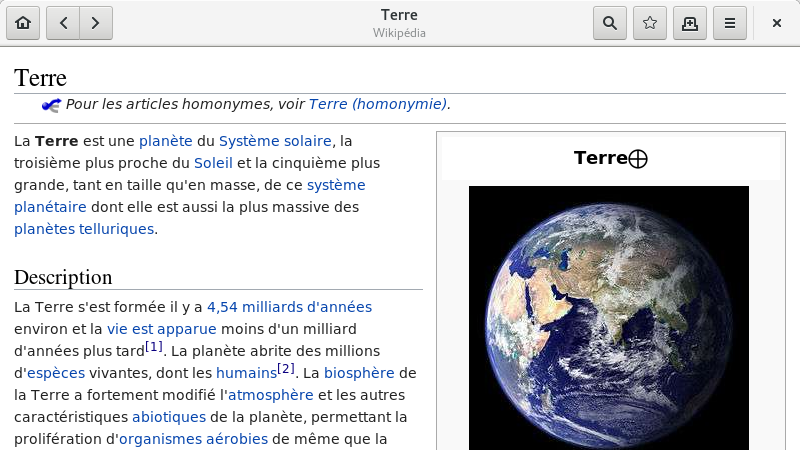 Terre
Wikipédia
Terre
Pour les articles homonymes, voir Terre (homonymie).
La Terre est une planète du Système solaire, la
troisième plus proche du Soleil et la cinquième plus
grande, tant en taille qu'en masse, de ce système
planétaire dont elle est aussi la plus massive des
planètes telluriques.
Terre⊕
Description
La Terre s'est formée il y a 4,54 milliards d'années
environ et la vie est apparue moins d'un milliard
d'années plus tard[1]. La planète abrite des millions
d'espèces vivantes, dont les humains[2]. La biosphère de
la Terre a fortement modifié l'atmosphère et les autres
caractéristiques abiotiques de la planète, permettant la
prolifération d'organismes aérobies de même que la